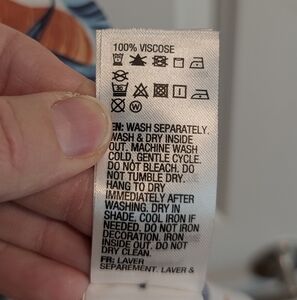 100% VISCOSE
W
EN: WASH SEPARATELY.
WASH & DRY INSIDE
OUT. MACHINE WASH
COLD, GENTLE CYCLE.
DO NOT BLEACH. DO
NOT TUMBLE DRY.
HANG TO DRY
IMMEDIATELY AFTER
WASHING. DRY IN
SHADE. COOL IRON IF
NEEDED. DO NOT IRON
DECORATION. IRON
INSIDE OUT. DO NOT
DRY CLEAN.
FR: LAVER
SEPAREMENT. LAVER &